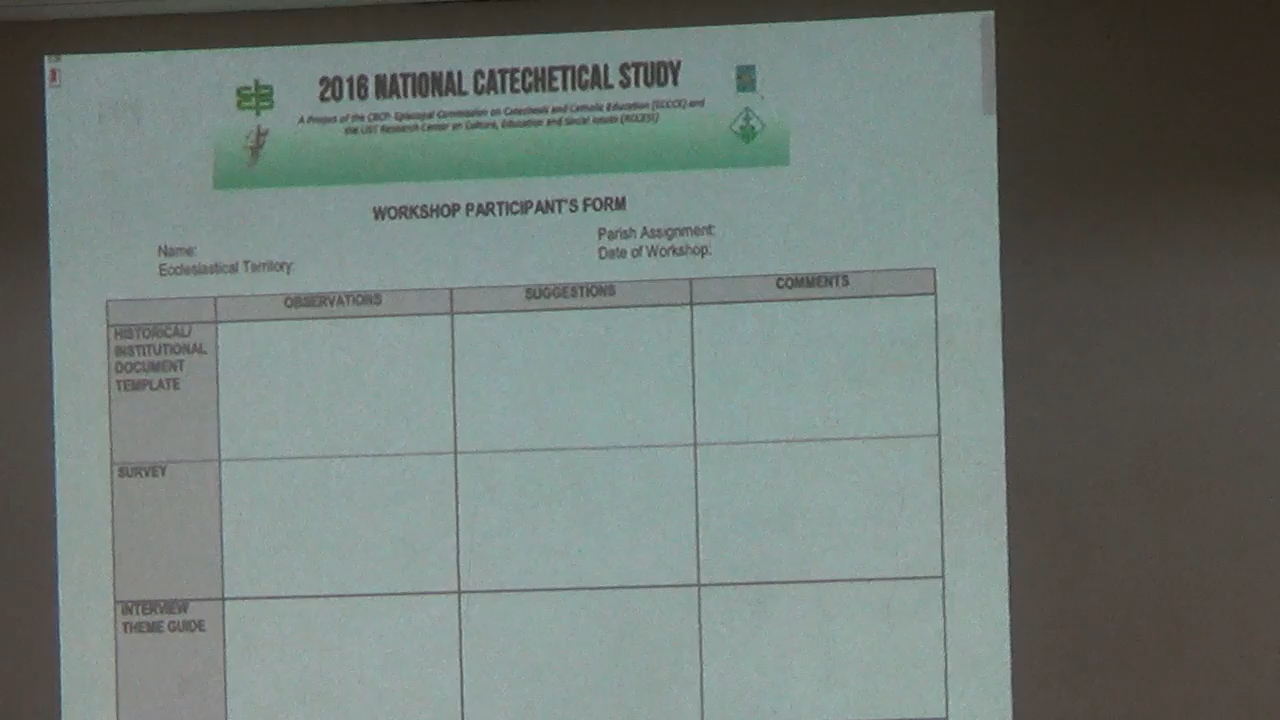 2016 NATIONAL CATECHETICAL STUDY
A Project of the CBCP- Episcopal Commission on Catechesis and Catholic Education (ECCCE) and
the UST Research Center on Culture, Education and Social Issues (RCCESI)
WORKSHOP PARTICIPANT'S FORM
Name:
Parish Assignment:
Ecclesiastical Territory:
Date of Workshop:
OBSERVATIONS
SUGGESTIONS
COMMENTS
HISTORICAL/
INSTITUTIONAL
DOCUMENT
TEMPLATE
SURVEY
INTERVIEW
THEME GUIDE